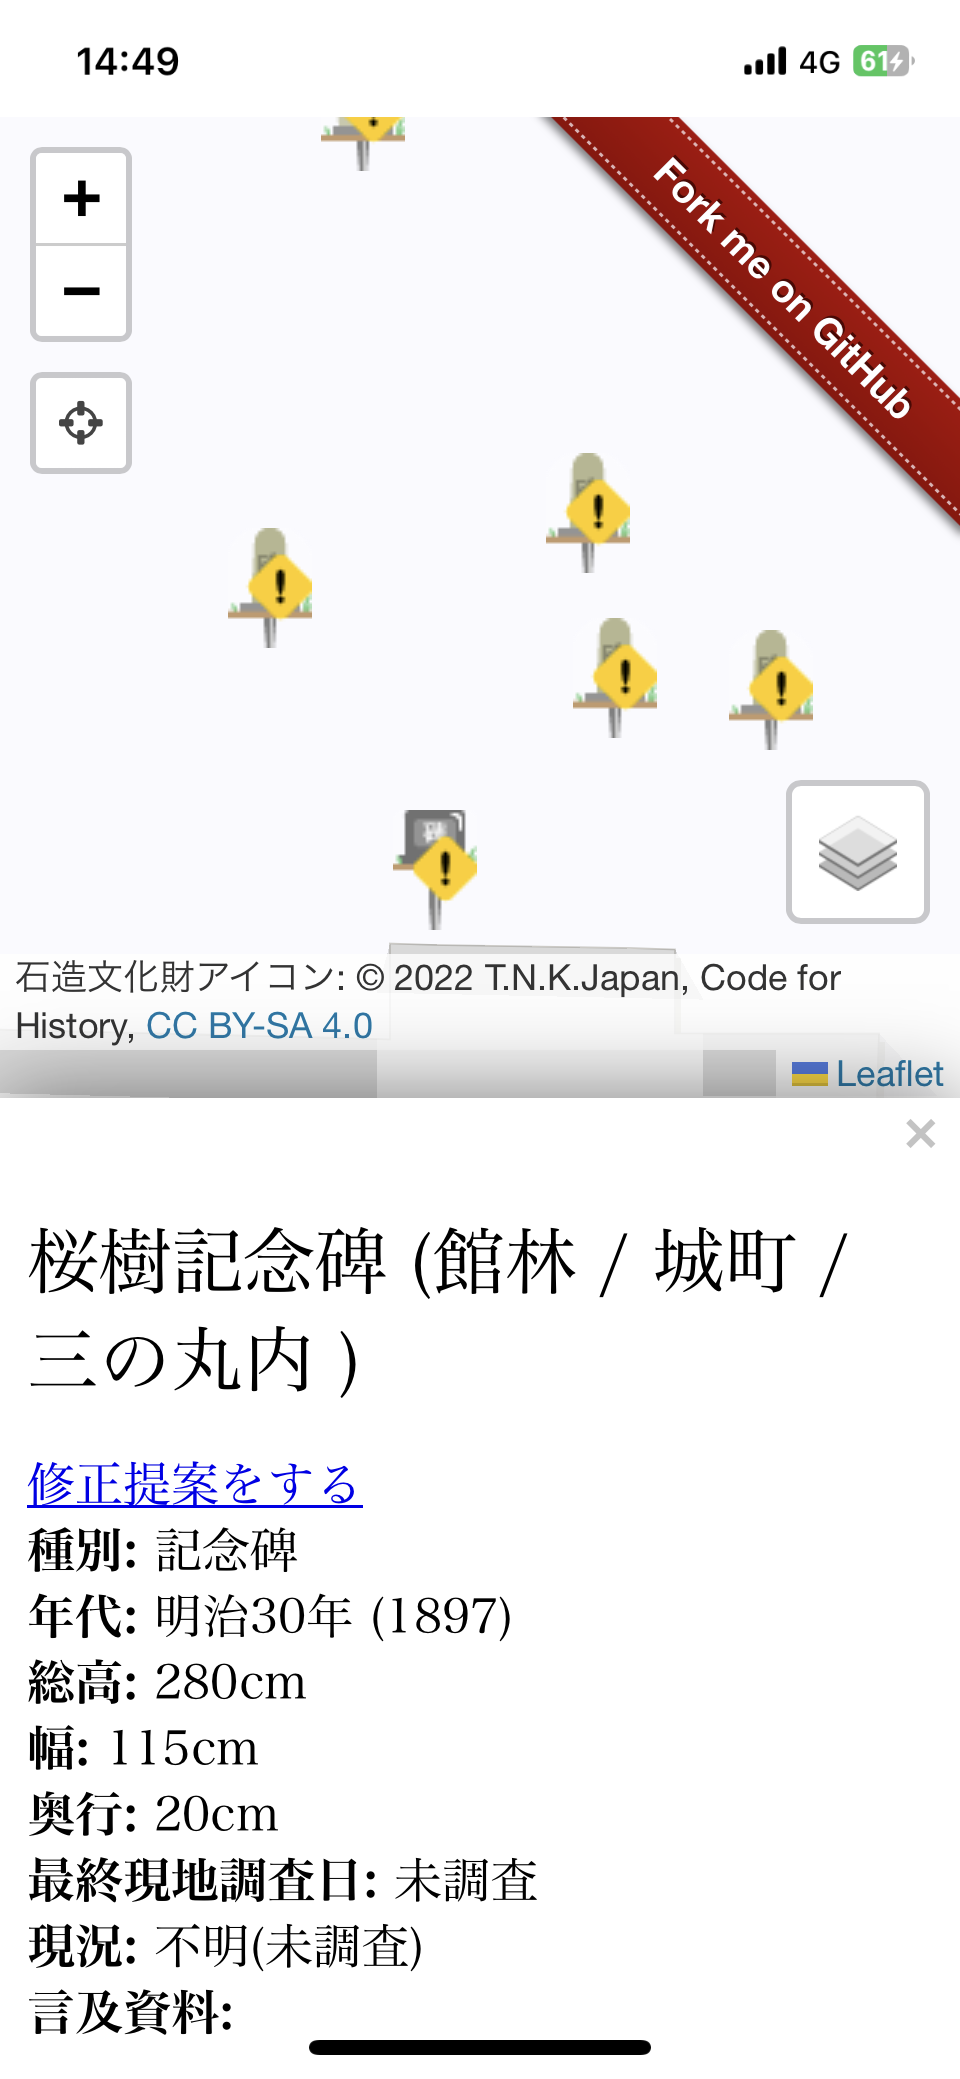 14:49
4G
61
+
Fork me on GitHub
−
碑
石造文化財アイコン: © 2022 T.N.K.Japan, Code for
History, CC BY-SA 4.0
Leaflet
×
桜樹記念碑 (館林 / 城町 /
三の丸内 )
修正提案をする
種別: 記念碑
年代: 明治30年 (1897)
総高: 280cm
幅: 115cm
奥行: 20cm
最終現地調査日: 未調査
現況: 不明(未調査)
言及資料: